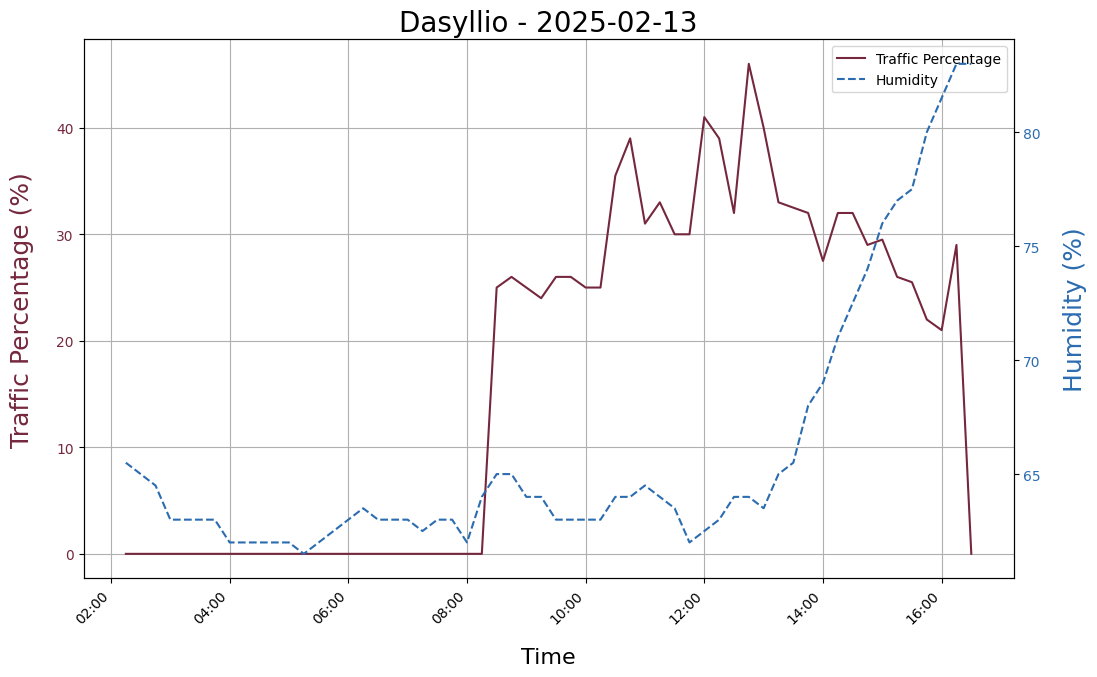 Dasyllio - 2025-02-13
Traffic Percentage
Humidity
Traffic Percentage (%)
40
30
20
10
0
80
75
70
65
Humidity (%)
02:00
04:00
06:00
08:00
10:00
12:00
14:00
16:00
Time